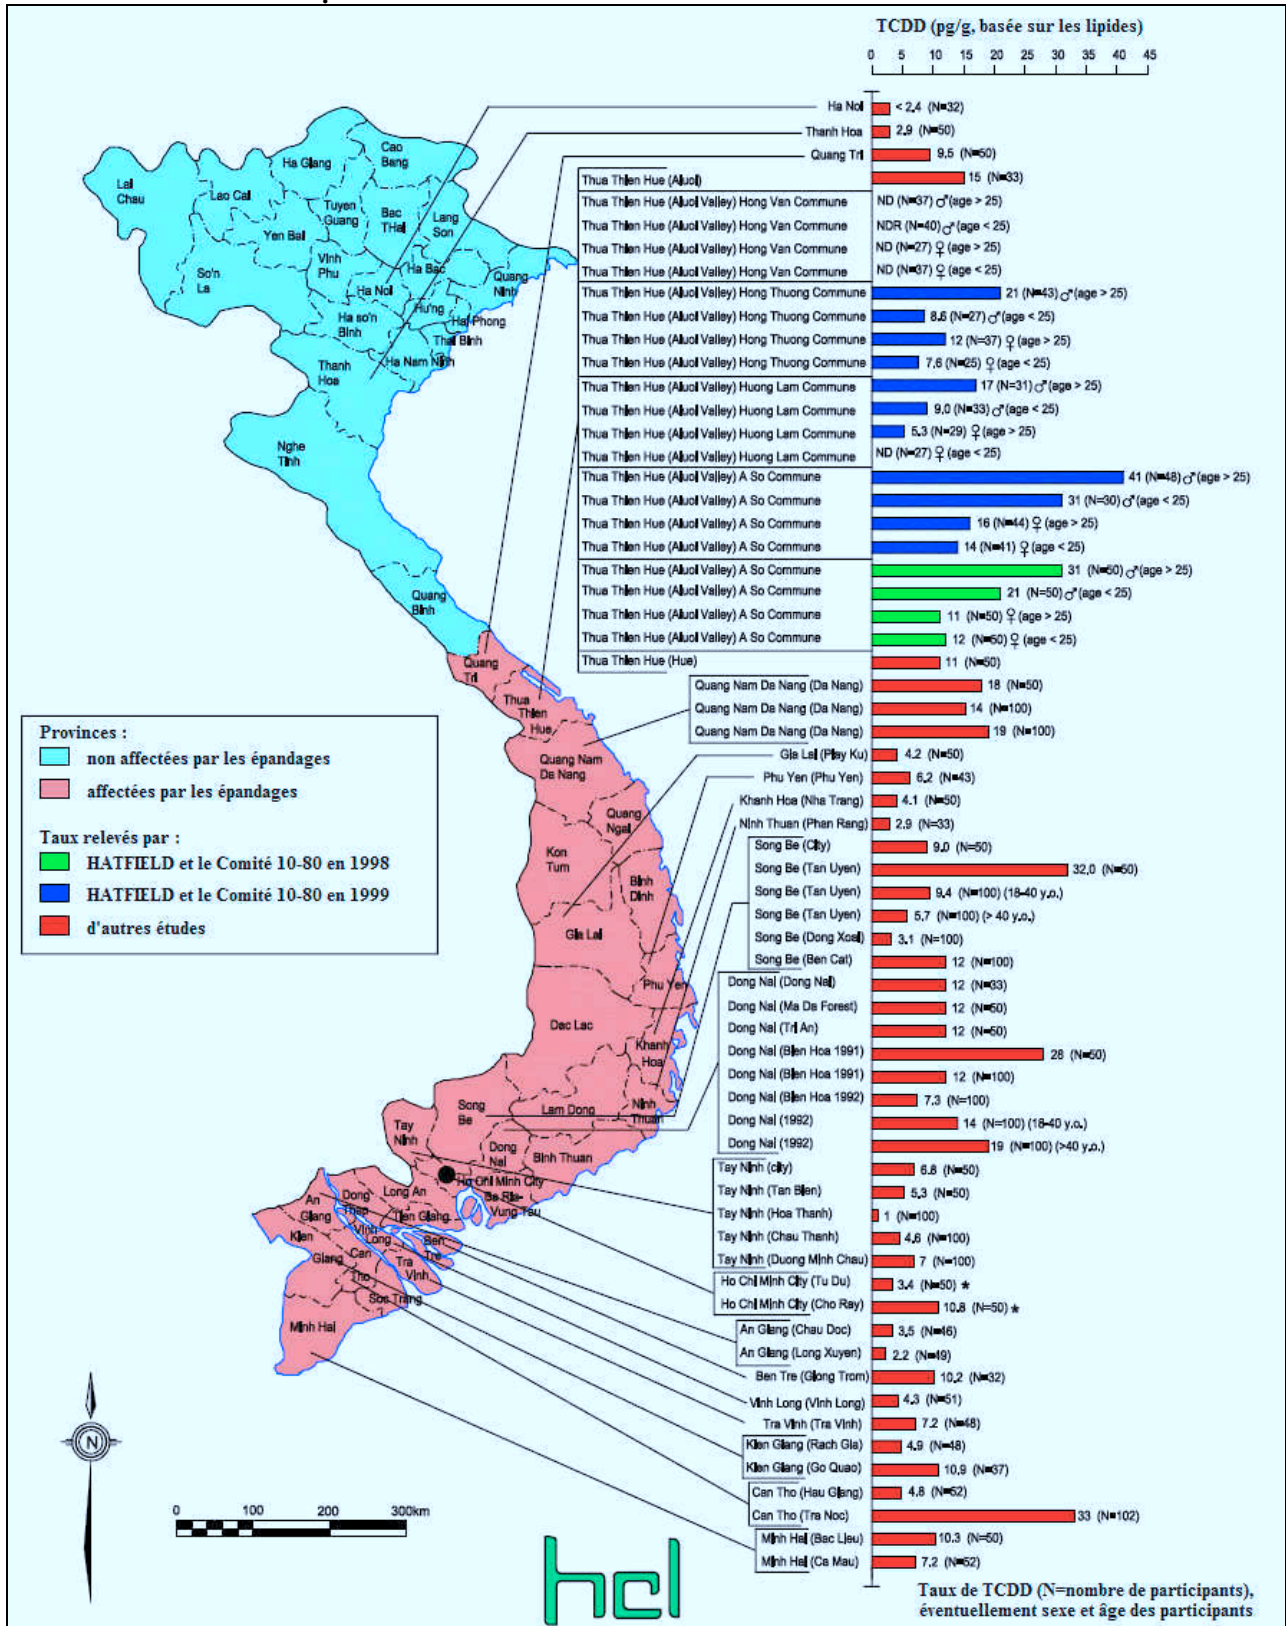 TCDD (pg/g, basée sur les lipides)
0 5 10 15 20 25 30 35 40 45
Ha Noi < 2.4 (N=32)
Thanh Hoa 2.9 (N=50)
Quang Tri 9.5 (N=50)
Thua Thien Hue (Aluoi) 15 (N=33)
Thua Thien Hue (Aluoi Valley) Hong Van Commune ND (N=37) ♂ (age > 25)
Thua Thien Hue (Aluoi Valley) Hong Van Commune NDR (N=40) ♂ (age < 25)
Thua Thien Hue (Aluoi Valley) Hong Van Commune ND (N=27) ♀ (age > 25)
Thua Thien Hue (Aluoi Valley) Hong Van Commune ND (N=37) ♀ (age < 25)
Thua Thien Hue (Aluoi Valley) Hong Thuong Commune 21 (N=43) ♂ (age > 25)
Thua Thien Hue (Aluoi Valley) Hong Thuong Commune 8.6 (N=27) ♂ (age < 25)
Thua Thien Hue (Aluoi Valley) Hong Thuong Commune 12 (N=37) ♀ (age > 25)
Thua Thien Hue (Aluoi Valley) Hong Thuong Commune 7.6 (N=25) ♀ (age < 25)
Thua Thien Hue (Aluoi Valley) Huong Lam Commune 17 (N=31) ♂ (age > 25)
Thua Thien Hue (Aluoi Valley) Huong Lam Commune 9.0 (N=33) ♂ (age < 25)
Thua Thien Hue (Aluoi Valley) Huong Lam Commune 5.3 (N=29) ♀ (age > 25)
Thua Thien Hue (Aluoi Valley) Huong Lam Commune ND (N=27) ♀ (age < 25)
Thua Thien Hue (Aluoi Valley) A So Commune 41 (N=48) ♂ (age > 25)
Thua Thien Hue (Aluoi Valley) A So Commune 31 (N=30) ♂ (age < 25)
Thua Thien Hue (Aluoi Valley) A So Commune 16 (N=44) ♀ (age > 25)
Thua Thien Hue (Aluoi Valley) A So Commune 14 (N=41) ♀ (age < 25)
Thua Thien Hue (Aluoi Valley) A So Commune 31 (N=50) ♂ (age > 25)
Thua Thien Hue (Aluoi Valley) A So Commune 21 (N=50) ♂ (age < 25)
Thua Thien Hue (Aluoi Valley) A So Commune 11 (N=50) ♀ (age > 25)
Thua Thien Hue (Aluoi Valley) A So Commune 12 (N=50) ♀ (age < 25)
Thua Thien Hue (Hue) 11 (N=50)
Quang Nam Da Nang (Da Nang) 18 (N=50)
Quang Nam Da Nang (Da Nang) 14 (N=100)
Quang Nam Da Nang (Da Nang) 19 (N=100)
Gia Lai (Play Ku) 4.2 (N=50)
Phu Yen (Phu Yen) 6.2 (N=43)
Khanh Hoa (Nha Trang) 4.1 (N=50)
Ninh Thuan (Phan Rang) 2.9 (N=33)
Song Be (City) 9.0 (N=50)
Song Be (Tan Uyen) 32.0 (N=50)
Song Be (Tan Uyen) 9.4 (N=100) (18-40 y.o.)
Song Be (Tan Uyen) 5.7 (N=100) (> 40 y.o.)
Song Be (Dong Xoai) 3.1 (N=100)
Song Be (Ben Cat) 12 (N=100)
Dong Nai (Dong Nai) 12 (N=33)
Dong Nai (Ma Da Forest) 12 (N=50)
Dong Nai (Tri An) 12 (N=50)
Dong Nai (Bien Hoa 1991) 28 (N=50)
Dong Nai (Bien Hoa 1991) 12 (N=100)
Dong Nai (Bien Hoa 1992) 7.3 (N=100)
Dong Nai (1992) 14 (N=100) (18-40 y.o.)
Dong Nai (1992) 19 (N=100) (>40 y.o.)
Tay Ninh (city) 6.8 (N=50)
Tay Ninh (Tan Bien) 5.3 (N=50)
Tay Ninh (Hoa Thanh) 1 (N=100)
Tay Ninh (Chau Thanh) 4.6 (N=100)
Tay Ninh (Duong Minh Chau) 7 (N=100)
Ho Chi Minh City (Tu Du) 3.4 (N=50) *
Ho Chi Minh City (Cho Ray) 10.8 (N=50) *
An Giang (Chau Doc) 3.5 (N=46)
An Giang (Long Xuyen) 2.2 (N=49)
Ben Tre (Giong Trom) 10.2 (N=32)
Vinh Long (Vinh Long) 4.3 (N=51)
Tra Vinh (Tra Vinh) 7.2 (N=48)
Kien Giang (Rach Gia) 4.9 (N=48)
Kien Giang (Go Quao) 10.9 (N=37)
Can Tho (Hau Giang) 4.8 (N=52)
Can Tho (Tra Noc) 33 (N=102)
Minh Hai (Bac Lieu) 10.3 (N=50)
Minh Hai (Ca Mau) 7.2 (N=52)
Taux de TCDD (N=nombre de participants),
éventuellement sexe et âge des participants
Lai
Chau
Lao Cai
Ha Giang
Cao
Bang
Tuyen
Guang
Bac
THai
Lang
Son
Yen Bai
Vinh
Phu
Ha Bac
Quang
Ninh
So'n
La
Ha Noi
Hu'ng
Hai Phong
Ha so'n
Binh
Thai Binh
Ha Nam Ninh
Thanh
Hoa
Nghe
Tinh
Quang
Binh
Quang
Tri
Thua
Thien
Hue
Quang Nam
Da Nang
Quang
Ngai
Kon
Tum
Binh
Dinh
Gia Lai
Phu Yen
Dac Lac
Khanh
Hoa
Ninh
Thuan
Lam Dong
Song
Be
Tay
Ninh
Dong
Nai
Binh Thuan
Ho Chi Minh City
Ba Ria-
Vung Tau
Long An
Dong
Thap
An
Giang
Tien Giang
Vinh
Long
Ben
Tre
Kien
Giang
Can
Tho
Tra
Vinh
Soc Trang
Minh Hai
Provinces :
non affectées par les épandages
affectées par les épandages
Taux relevés par :
HATFIELD et le Comité 10-80 en 1998
HATFIELD et le Comité 10-80 en 1999
d'autres études
N
0 100 200 300km
hcl